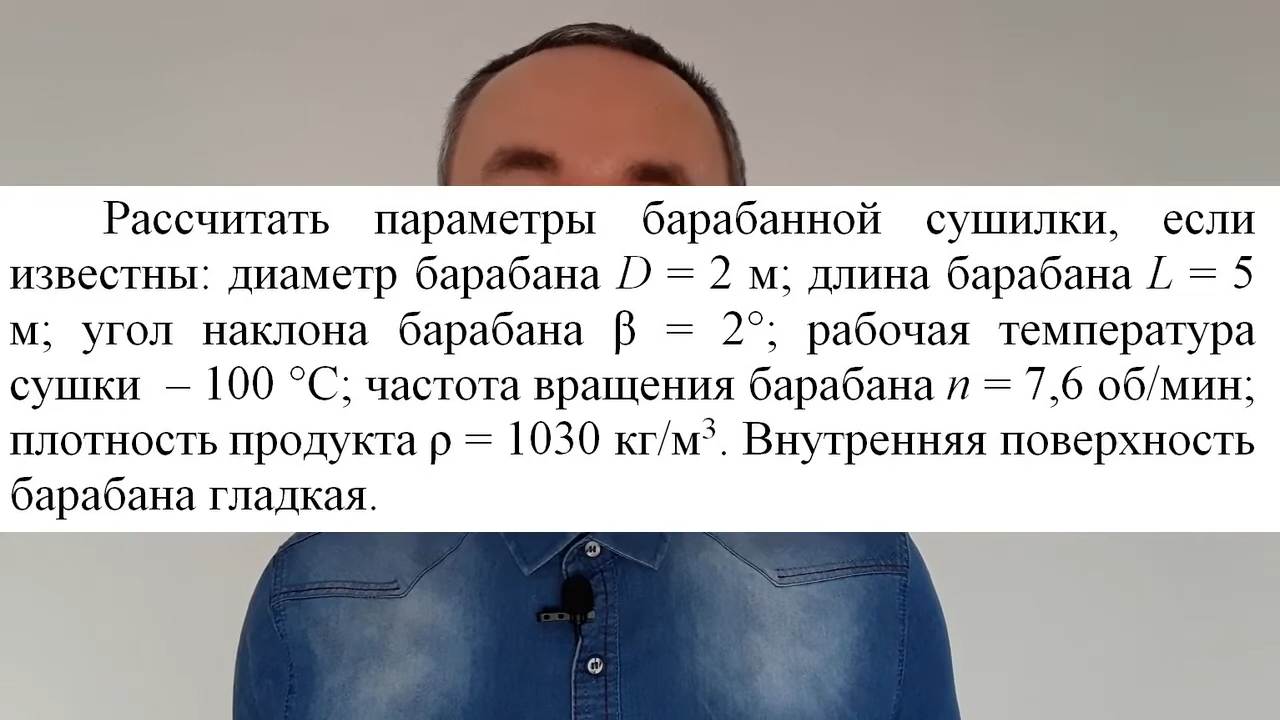 Рассчитать параметры барабанной сушилки, если
известны: диаметр барабана D = 2 м; длина барабана L = 5
м; угол наклона барабана β = 2°; рабочая температура
сушки – 100 °C; частота вращения барабана n = 7,6 об/мин;
плотность продукта ρ = 1030 кг/м³. Внутренняя поверхность
барабана гладкая.